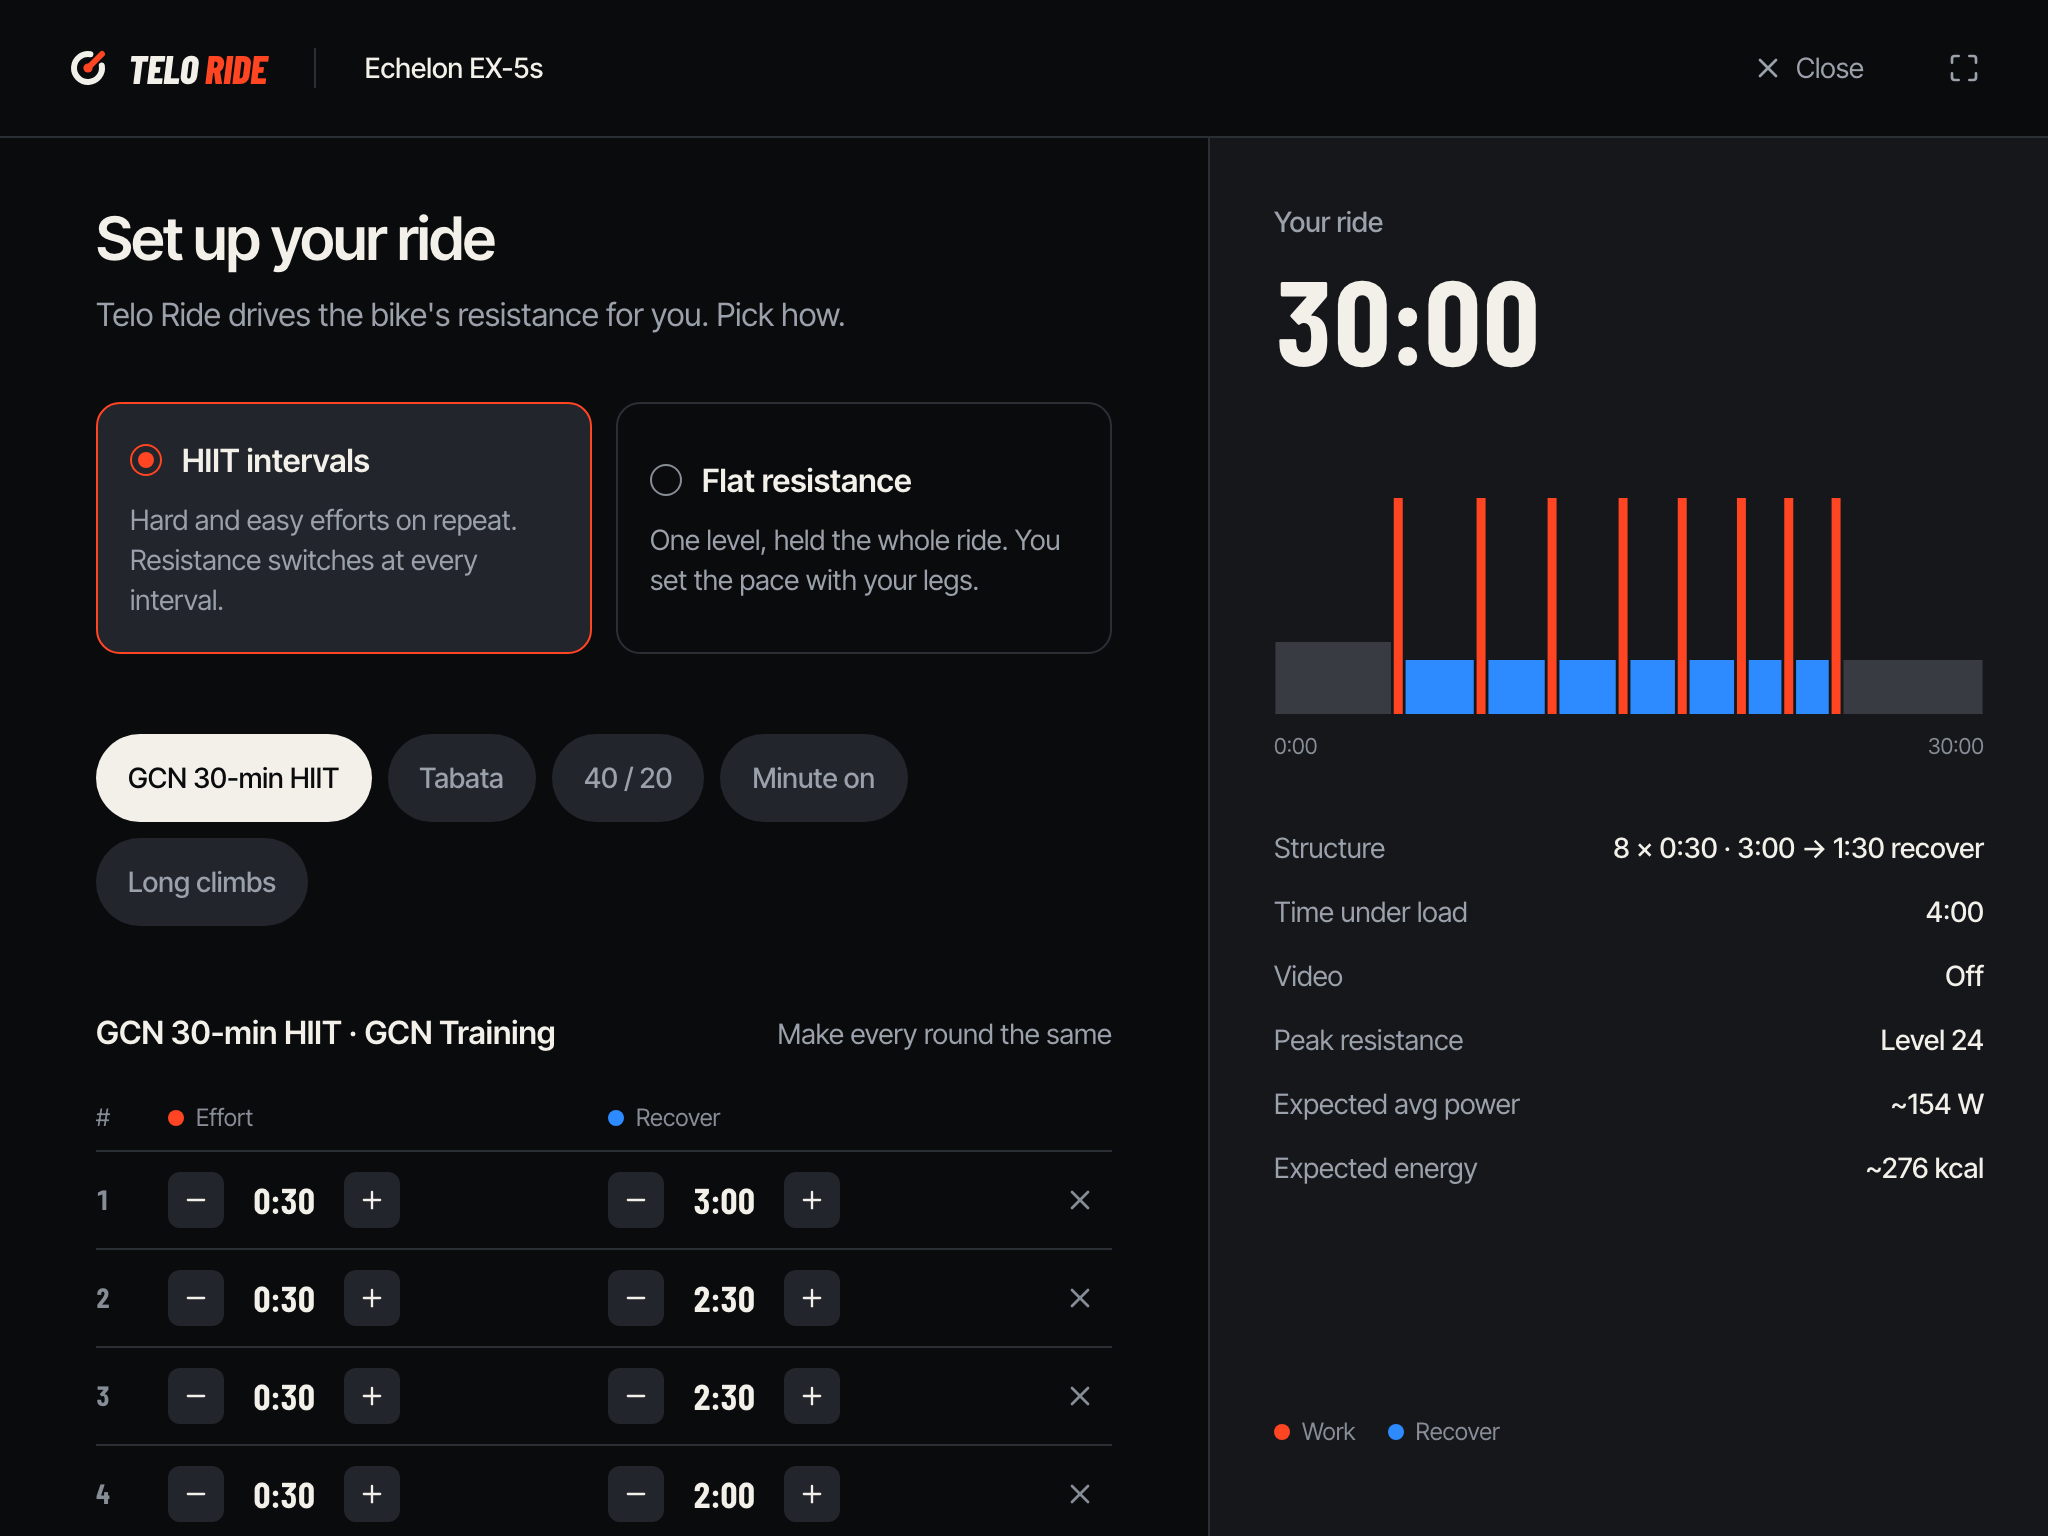 TELO RIDE
Echelon EX-5s
Close
Set up your ride
Telo Ride drives the bike's resistance for you. Pick how.
HIIT intervals
Hard and easy efforts on repeat.
Resistance switches at every
interval.
Flat resistance
One level, held the whole ride. You
set the pace with your legs.
GCN 30-min HIIT
Tabata
40 / 20
Minute on
Long climbs
GCN 30-min HIIT · GCN Training
Make every round the same
# Effort Recover
1 − 0:30 + − 3:00 + ×
2 − 0:30 + − 2:30 + ×
3 − 0:30 + − 2:30 + ×
4 − 0:30 + − 2:00 + ×
Your ride
30:00
0:00 30:00
Structure 8 × 0:30 · 3:00 → 1:30 recover
Time under load 4:00
Video Off
Peak resistance Level 24
Expected avg power ~154 W
Expected energy ~276 kcal
Work Recover